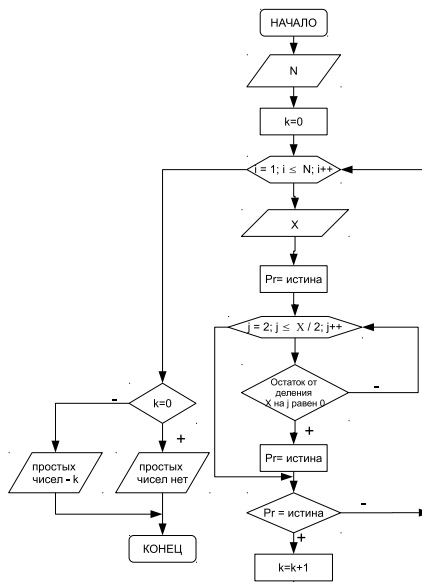 НАЧАЛО
N
k=0
i = 1; i ≤ N; i++
X
Pr= истина
j = 2; j ≤ X / 2; j++
Остаток от
деления
X на j равен 0
-
+
Pr= истина
Pr = истина
-
+
k=k+1
k=0
-
+
простых
чисел - k
простых
чисел нет
КОНЕЦ